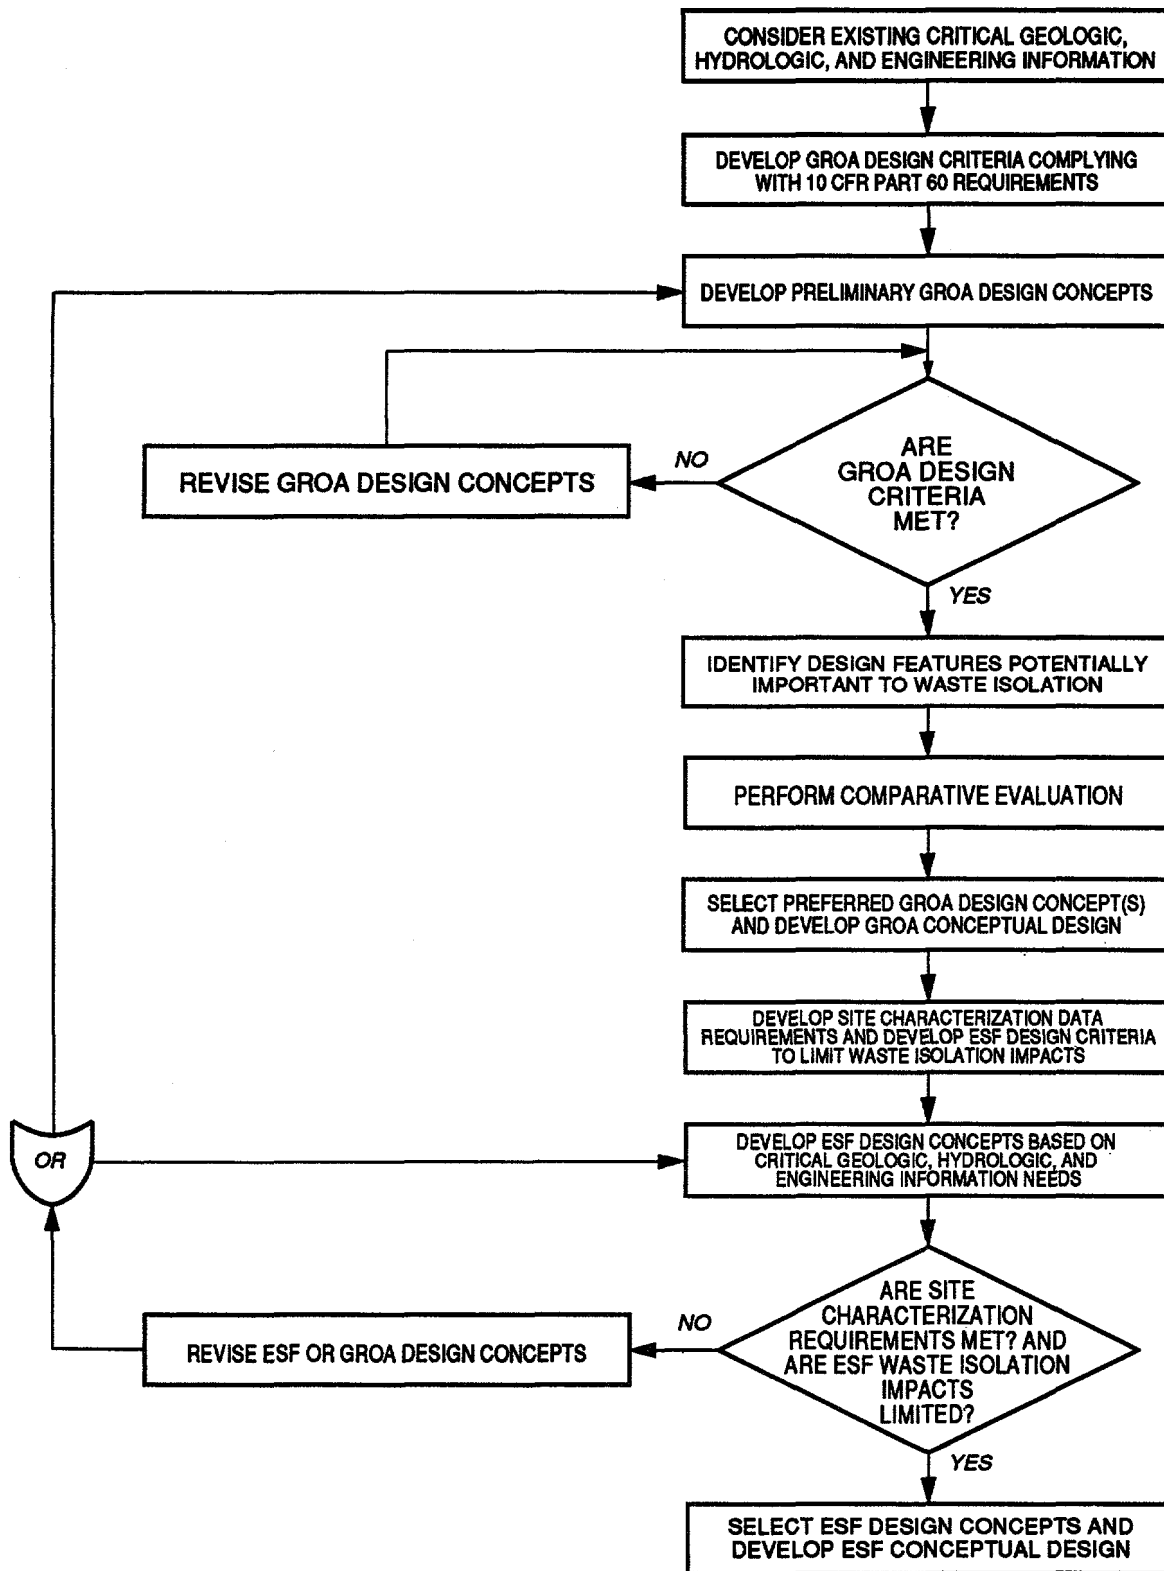 CONSIDER EXISTING CRITICAL GEOLOGIC,
HYDROLOGIC, AND ENGINEERING INFORMATION
DEVELOP GROA DESIGN CRITERIA COMPLYING
WITH 10 CFR PART 60 REQUIREMENTS
DEVELOP PRELIMINARY GROA DESIGN CONCEPTS
ARE
GROA DESIGN
CRITERIA
MET?
NO
REVISE GROA DESIGN CONCEPTS
YES
IDENTIFY DESIGN FEATURES POTENTIALLY
IMPORTANT TO WASTE ISOLATION
PERFORM COMPARATIVE EVALUATION
SELECT PREFERRED GROA DESIGN CONCEPT(S)
AND DEVELOP GROA CONCEPTUAL DESIGN
DEVELOP SITE CHARACTERIZATION DATA
REQUIREMENTS AND DEVELOP ESF DESIGN CRITERIA
TO LIMIT WASTE ISOLATION IMPACTS
OR
DEVELOP ESF DESIGN CONCEPTS BASED ON
CRITICAL GEOLOGIC, HYDROLOGIC, AND
ENGINEERING INFORMATION NEEDS
ARE SITE
CHARACTERIZATION
REQUIREMENTS MET? AND
ARE ESF WASTE ISOLATION
IMPACTS
LIMITED?
NO
REVISE ESF OR GROA DESIGN CONCEPTS
YES
SELECT ESF DESIGN CONCEPTS AND
DEVELOP ESF CONCEPTUAL DESIGN